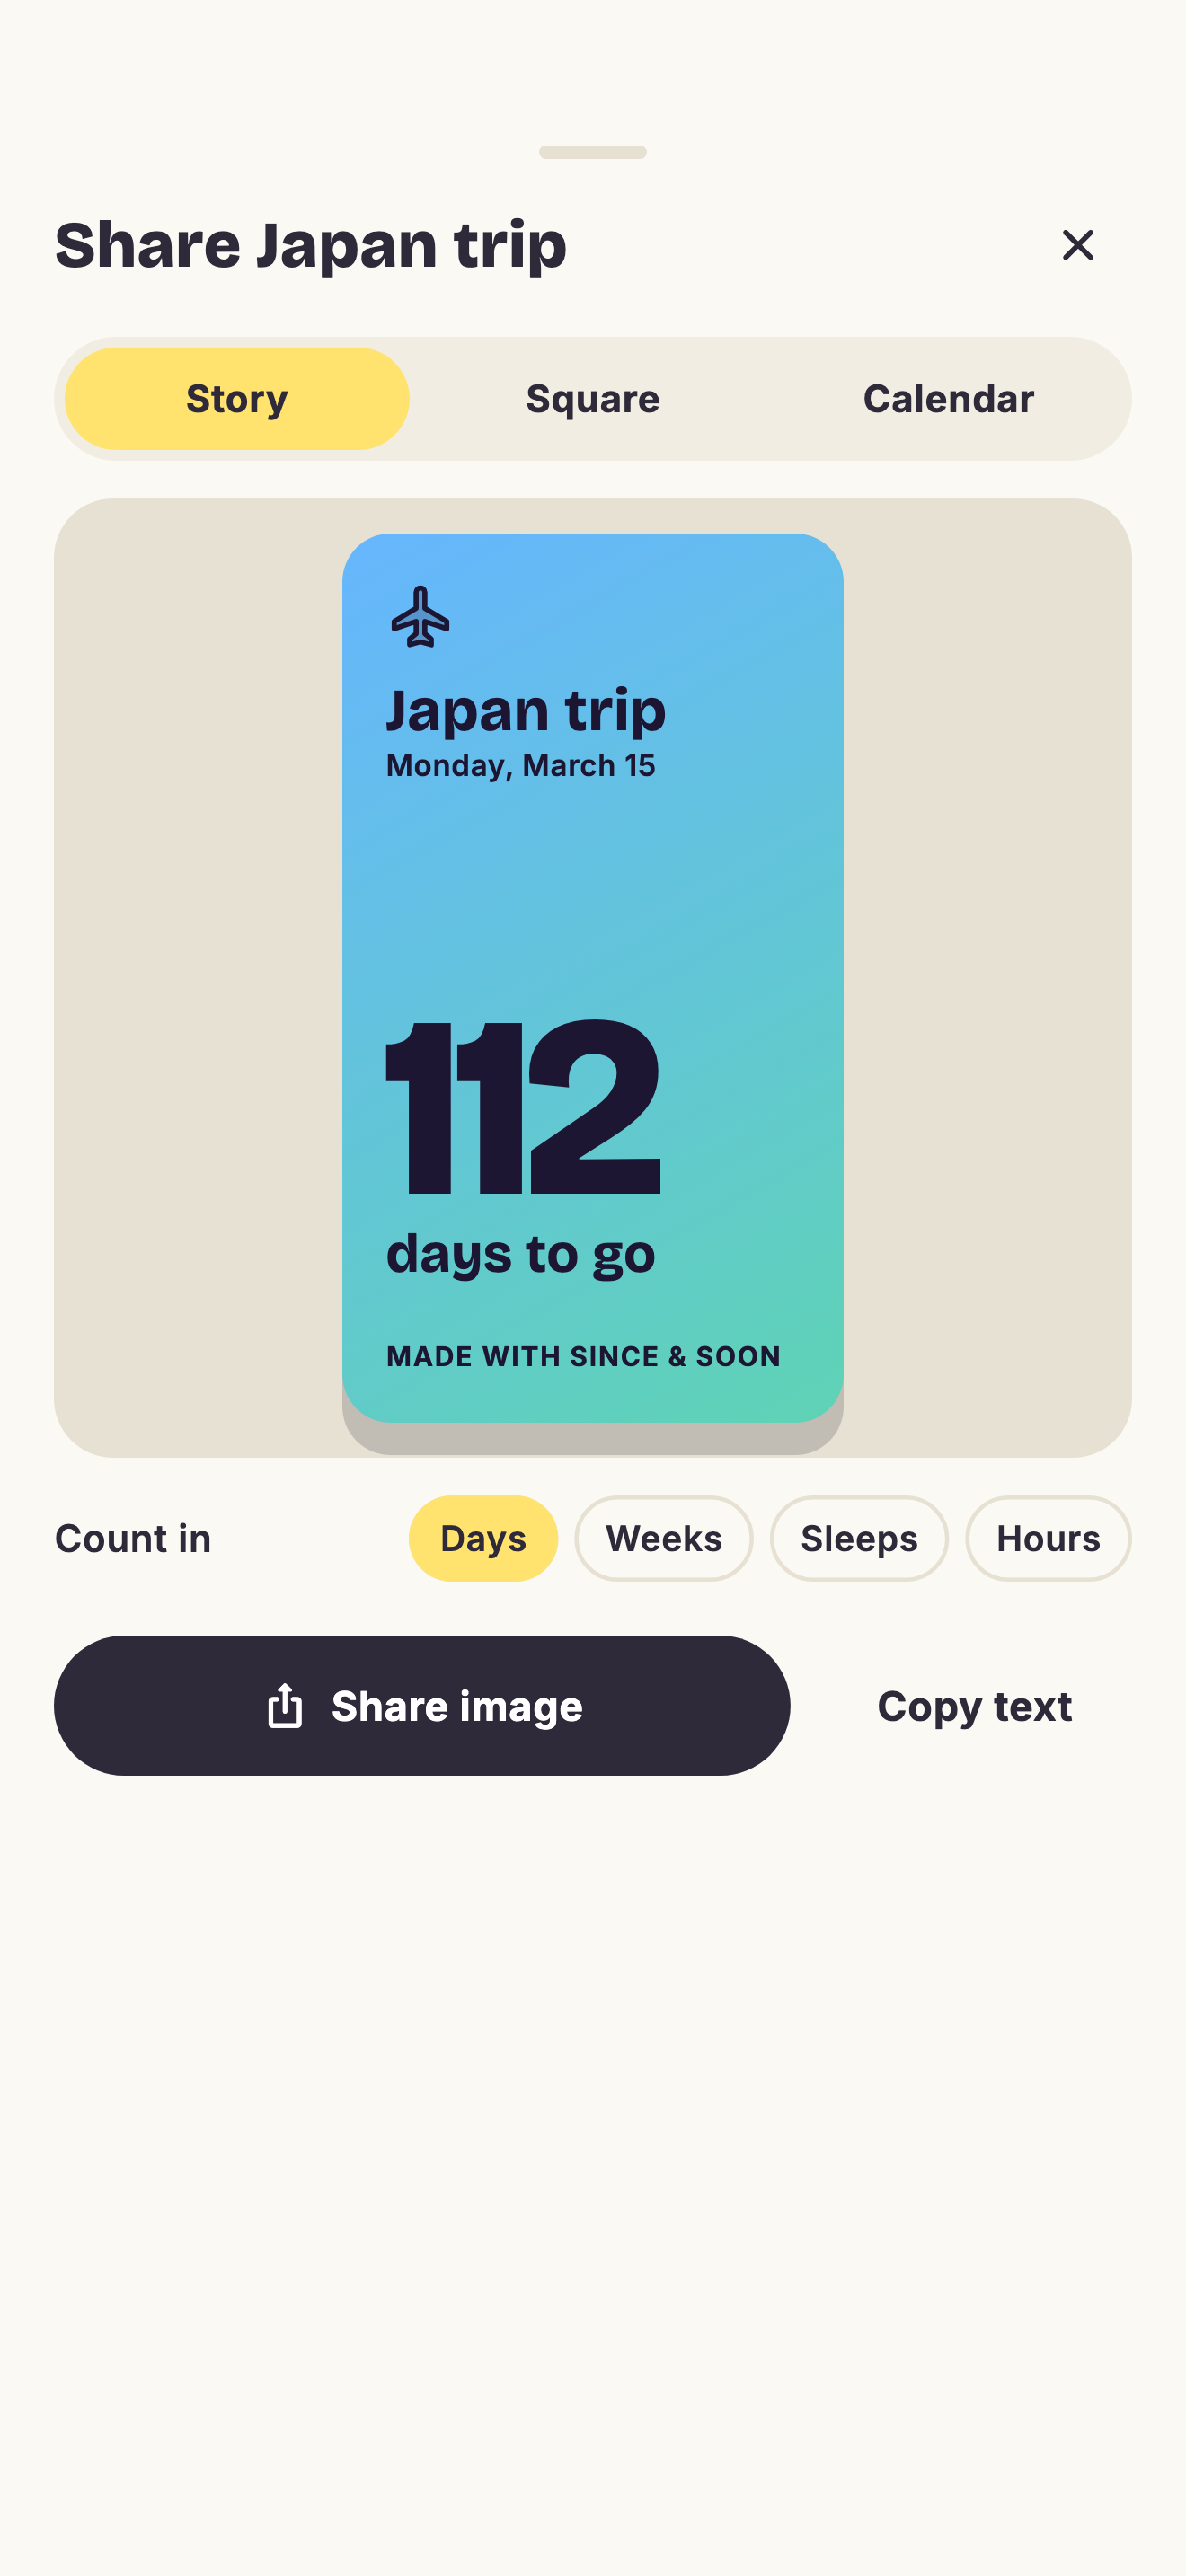 Share Japan trip
Story Square Calendar
Japan trip
Monday, March 15
112
days to go
MADE WITH SINCE & SOON
Count in Days Weeks Sleeps Hours
Share image Copy text